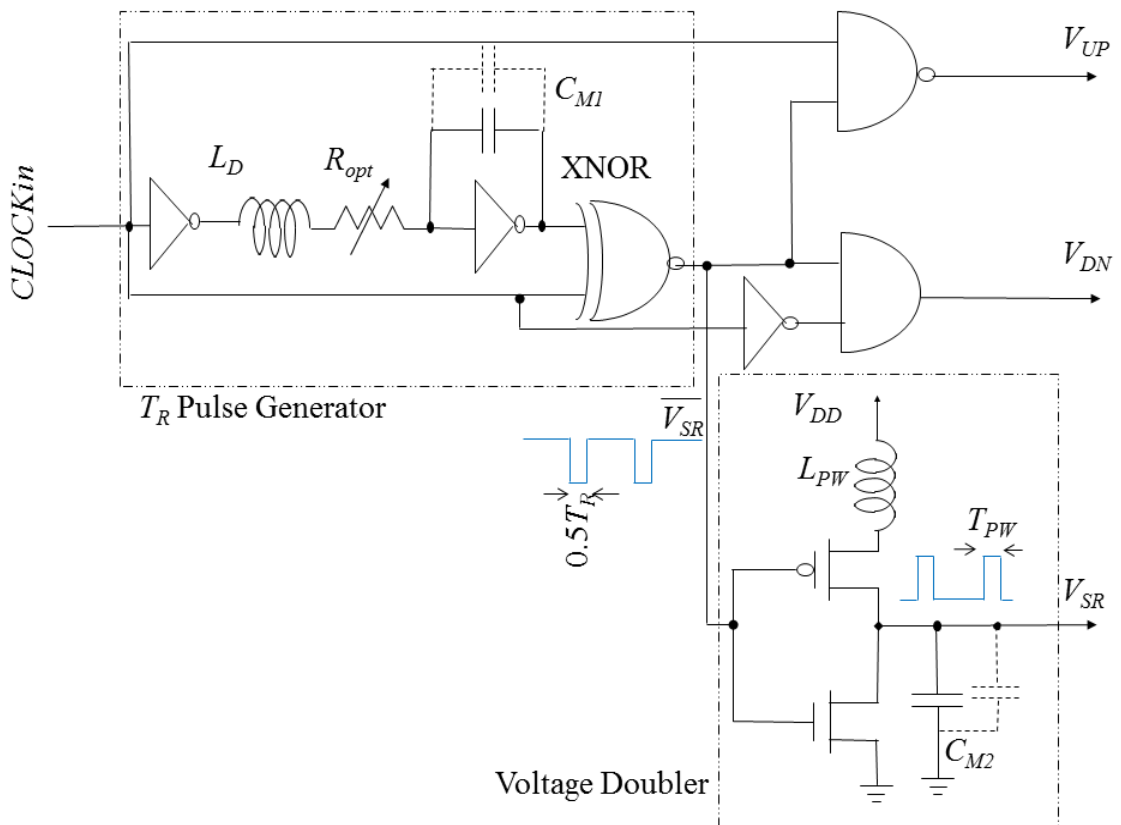 V_UP
C_M1
L_D
R_opt
XNOR
CLOCKin
V_DN
T_R Pulse Generator
V̅_S̅R̅
V_DD
L_PW
0.5T_R
T_PW
V_SR
C_M2
Voltage Doubler